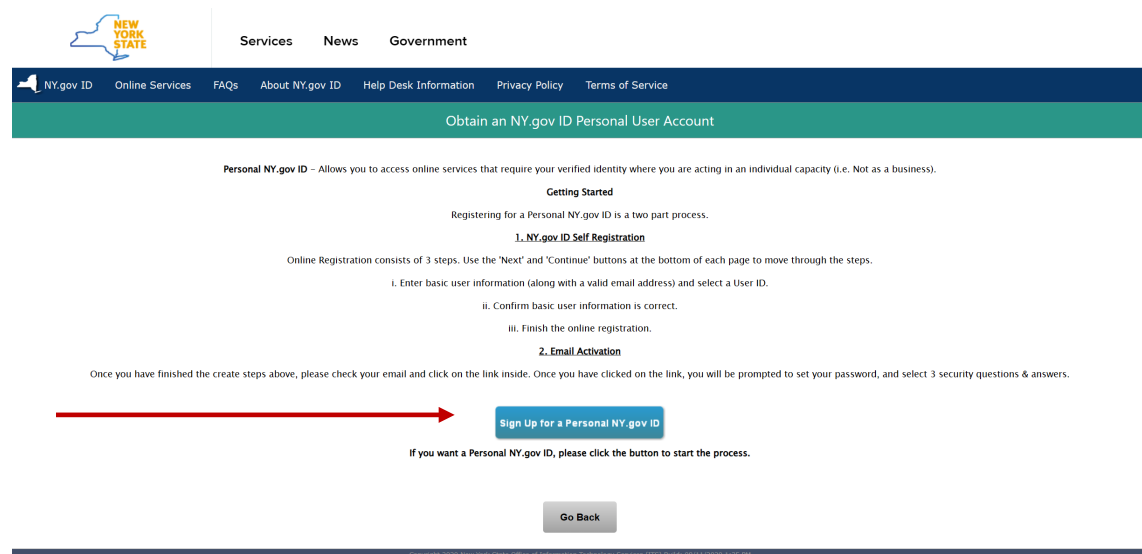 NEW
YORK
STATE
Services News Government
NY.gov ID Online Services FAQs About NY.gov ID Help Desk Information Privacy Policy Terms of Service
Obtain an NY.gov ID Personal User Account
Personal NY.gov ID – Allows you to access online services that require your verified identity where you are acting in an individual capacity (i.e. Not as a business).
Getting Started
Registering for a Personal NY.gov ID is a two part process.
1. NY.gov ID Self Registration
Online Registration consists of 3 steps. Use the 'Next' and 'Continue' buttons at the bottom of each page to move through the steps.
i. Enter basic user information (along with a valid email address) and select a User ID.
ii. Confirm basic user information is correct.
iii. Finish the online registration.
2. Email Activation
Once you have finished the create steps above, please check your email and click on the link inside. Once you have clicked on the link, you will be prompted to set your password, and select 3 security questions & answers.
Sign Up for a Personal NY.gov ID
If you want a Personal NY.gov ID, please click the button to start the process.
Go Back